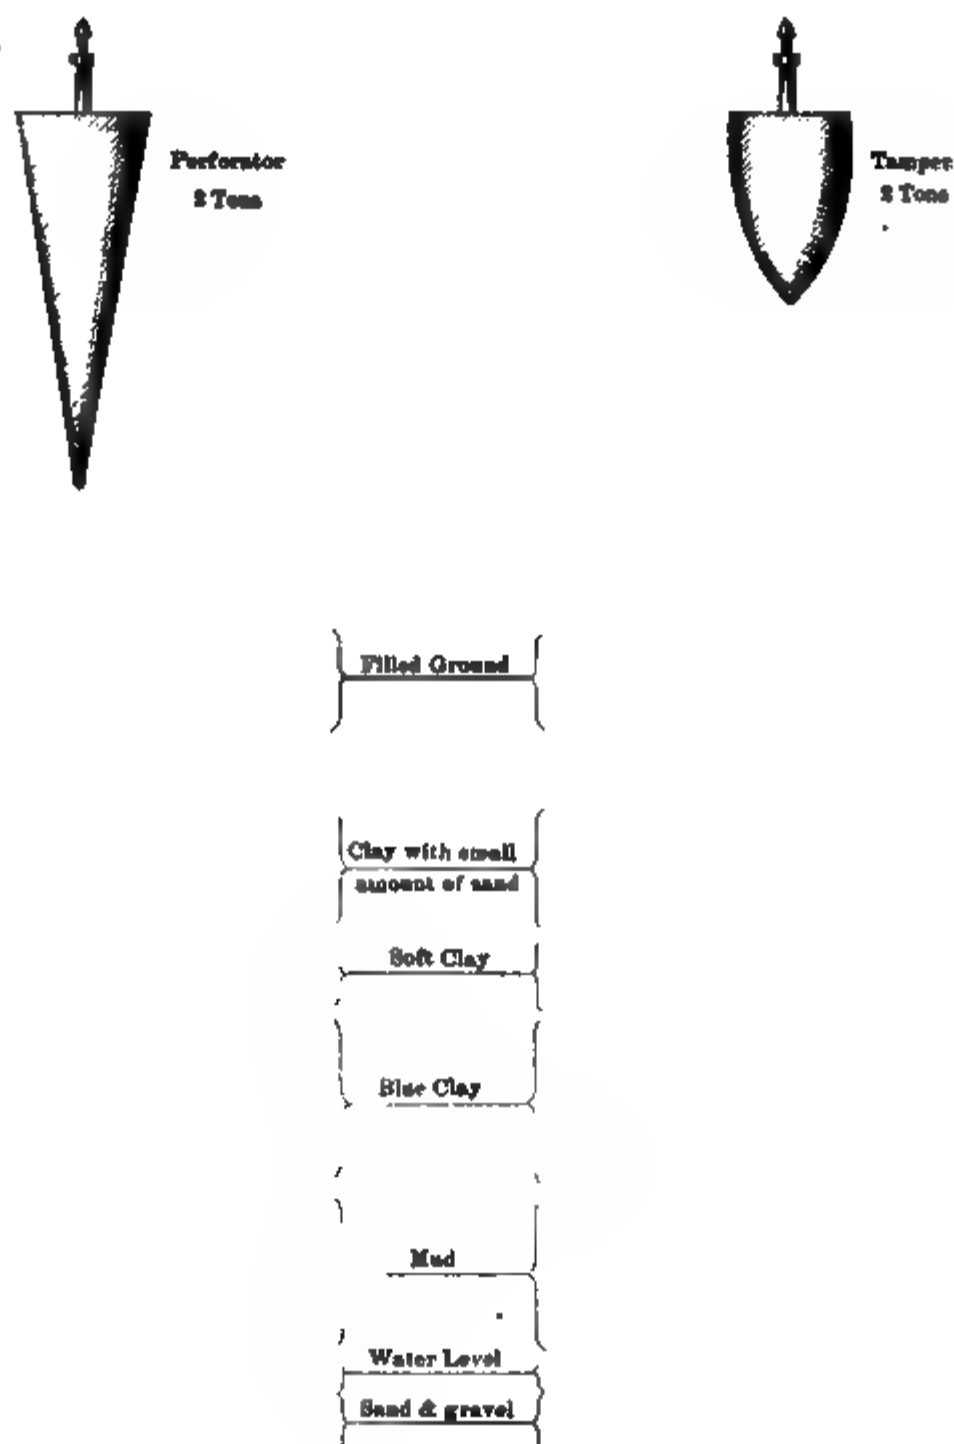 Perforator
2 Tons
Tamper
2 Tons
Filled Ground
Clay with small
amount of sand
Soft Clay
Blue Clay
Mud
Water Level
Sand & gravel